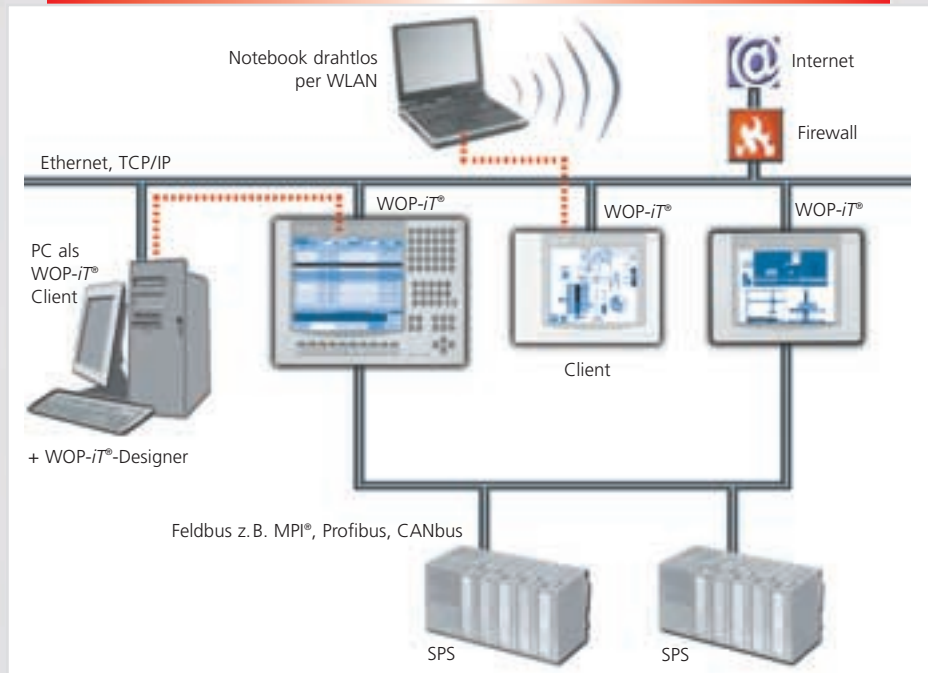 Notebook drahtlos
per WLAN
Internet
Firewall
Ethernet, TCP/IP
WOP-iT®
WOP-iT®
WOP-iT®
PC als
WOP-iT®
Client
Client
+ WOP-iT®-Designer
Feldbus z.B. MPI®, Profibus, CANbus
SPS
SPS